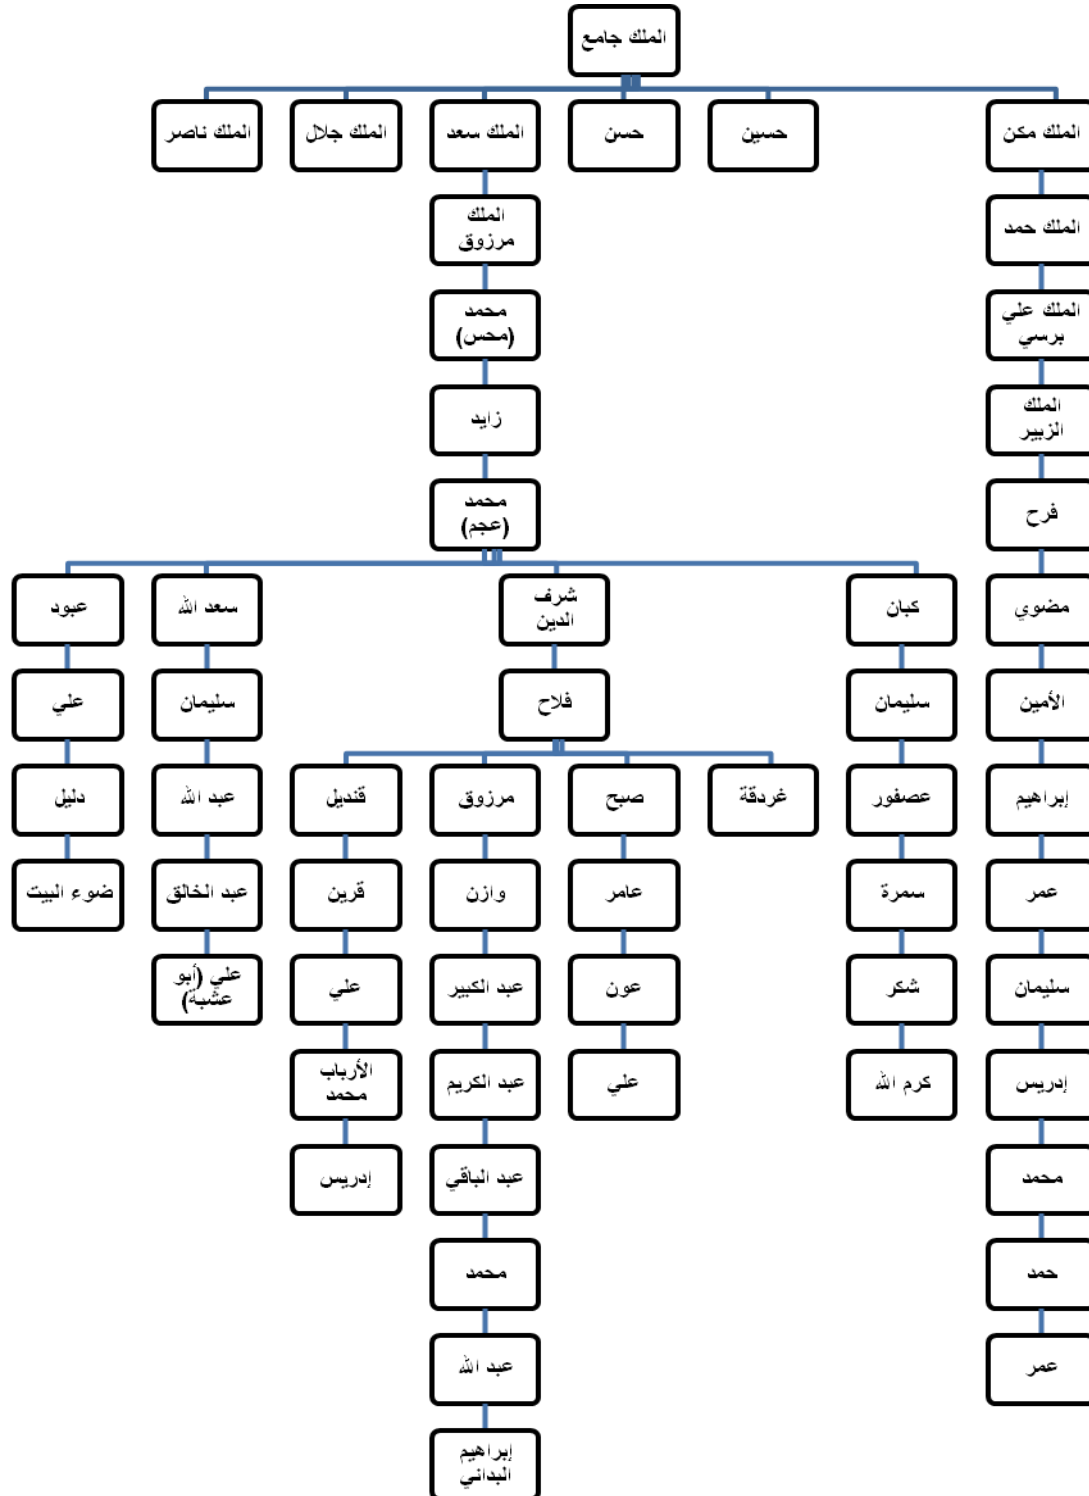 الملك جامع
الملك مكن
حسين
حسن
الملك سعد
الملك جلال
الملك ناصر
الملك حمد
الملك
مرزوق
الملك علي
برسي
محمد
(محس)
الملك
الزبير
زايد
فرح
محمد
(عجم)
مضوي
كبان
شرف
الدين
سعد الله
عبود
الأمين
سليمان
فلاح
سليمان
علي
إبراهيم
عصفور
غردقة
صبح
مرزوق
قنديل
عبد الله
دليل
عمر
سمرة
عامر
وازن
قرين
عبد الخالق
ضوء البيت
سليمان
شكر
عون
عبد الكبير
علي
علي (أبو
عشبة)
إدريس
كرم الله
علي
عبد الكريم
الأرباب
محمد
محمد
عبد الباقي
إدريس
حمد
محمد
عمر
عبد الله
إبراهيم
البداني